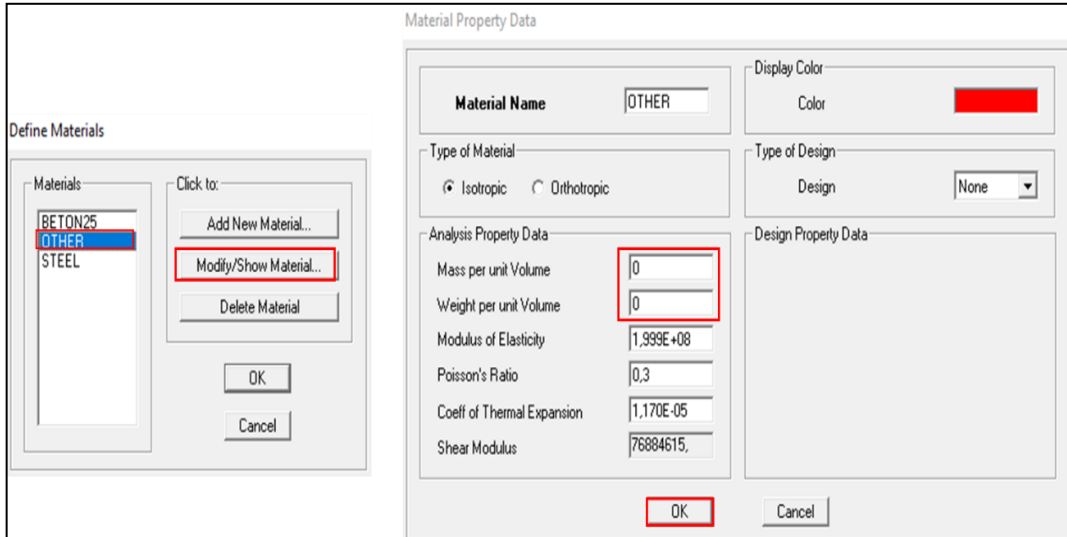 Define Materials
Materials
BETON25
OTHER
STEEL
Click to:
Add New Material...
Modify/Show Material...
Delete Material
OK
Cancel
Material Property Data
Material Name OTHER
Display Color
Color
Type of Material
Isotropic Orthotropic
Type of Design
Design None
Analysis Property Data
Mass per unit Volume 0
Weight per unit Volume 0
Modulus of Elasticity 1,999E+08
Poisson's Ratio 0,3
Coeff of Thermal Expansion 1,170E-05
Shear Modulus 76884615,
Design Property Data
OK
Cancel